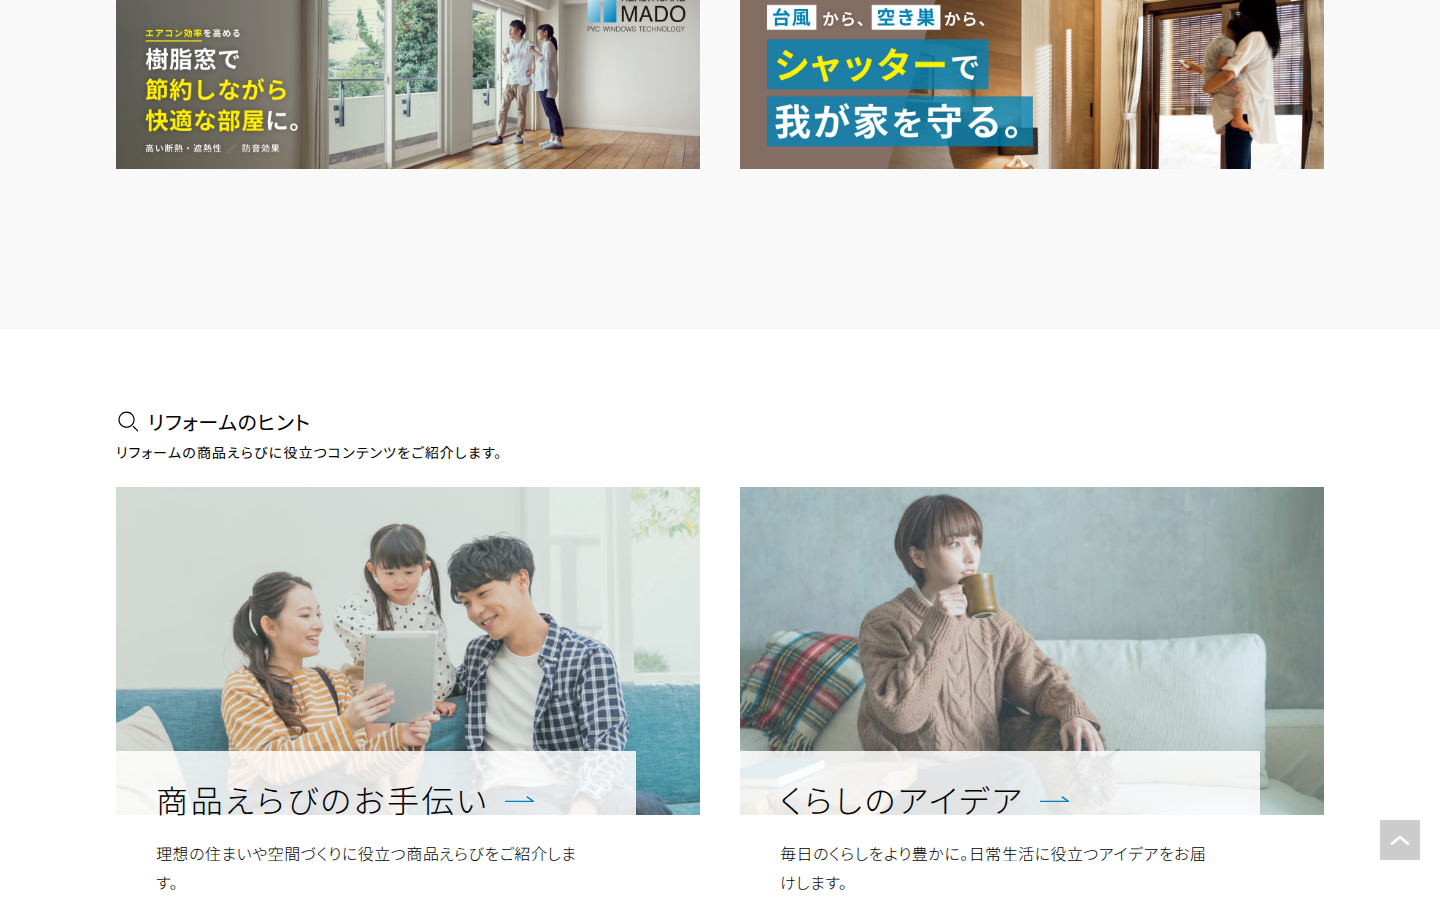 MADO
PVC WINDOWS TECHNOLOGY
エアコン効率を高める
樹脂窓で
節約しながら
快適な部屋に。
高い断熱・遮熱性 ／ 防音効果
台風から、空き巣から、
シャッターで
我が家を守る。
リフォームのヒント
リフォームの商品えらびに役立つコンテンツをご紹介します。
商品えらびのお手伝い
理想の住まいや空間づくりに役立つ商品えらびをご紹介しま
す。
くらしのアイデア
毎日のくらしをより豊かに。日常生活に役立つアイデアをお届
けします。